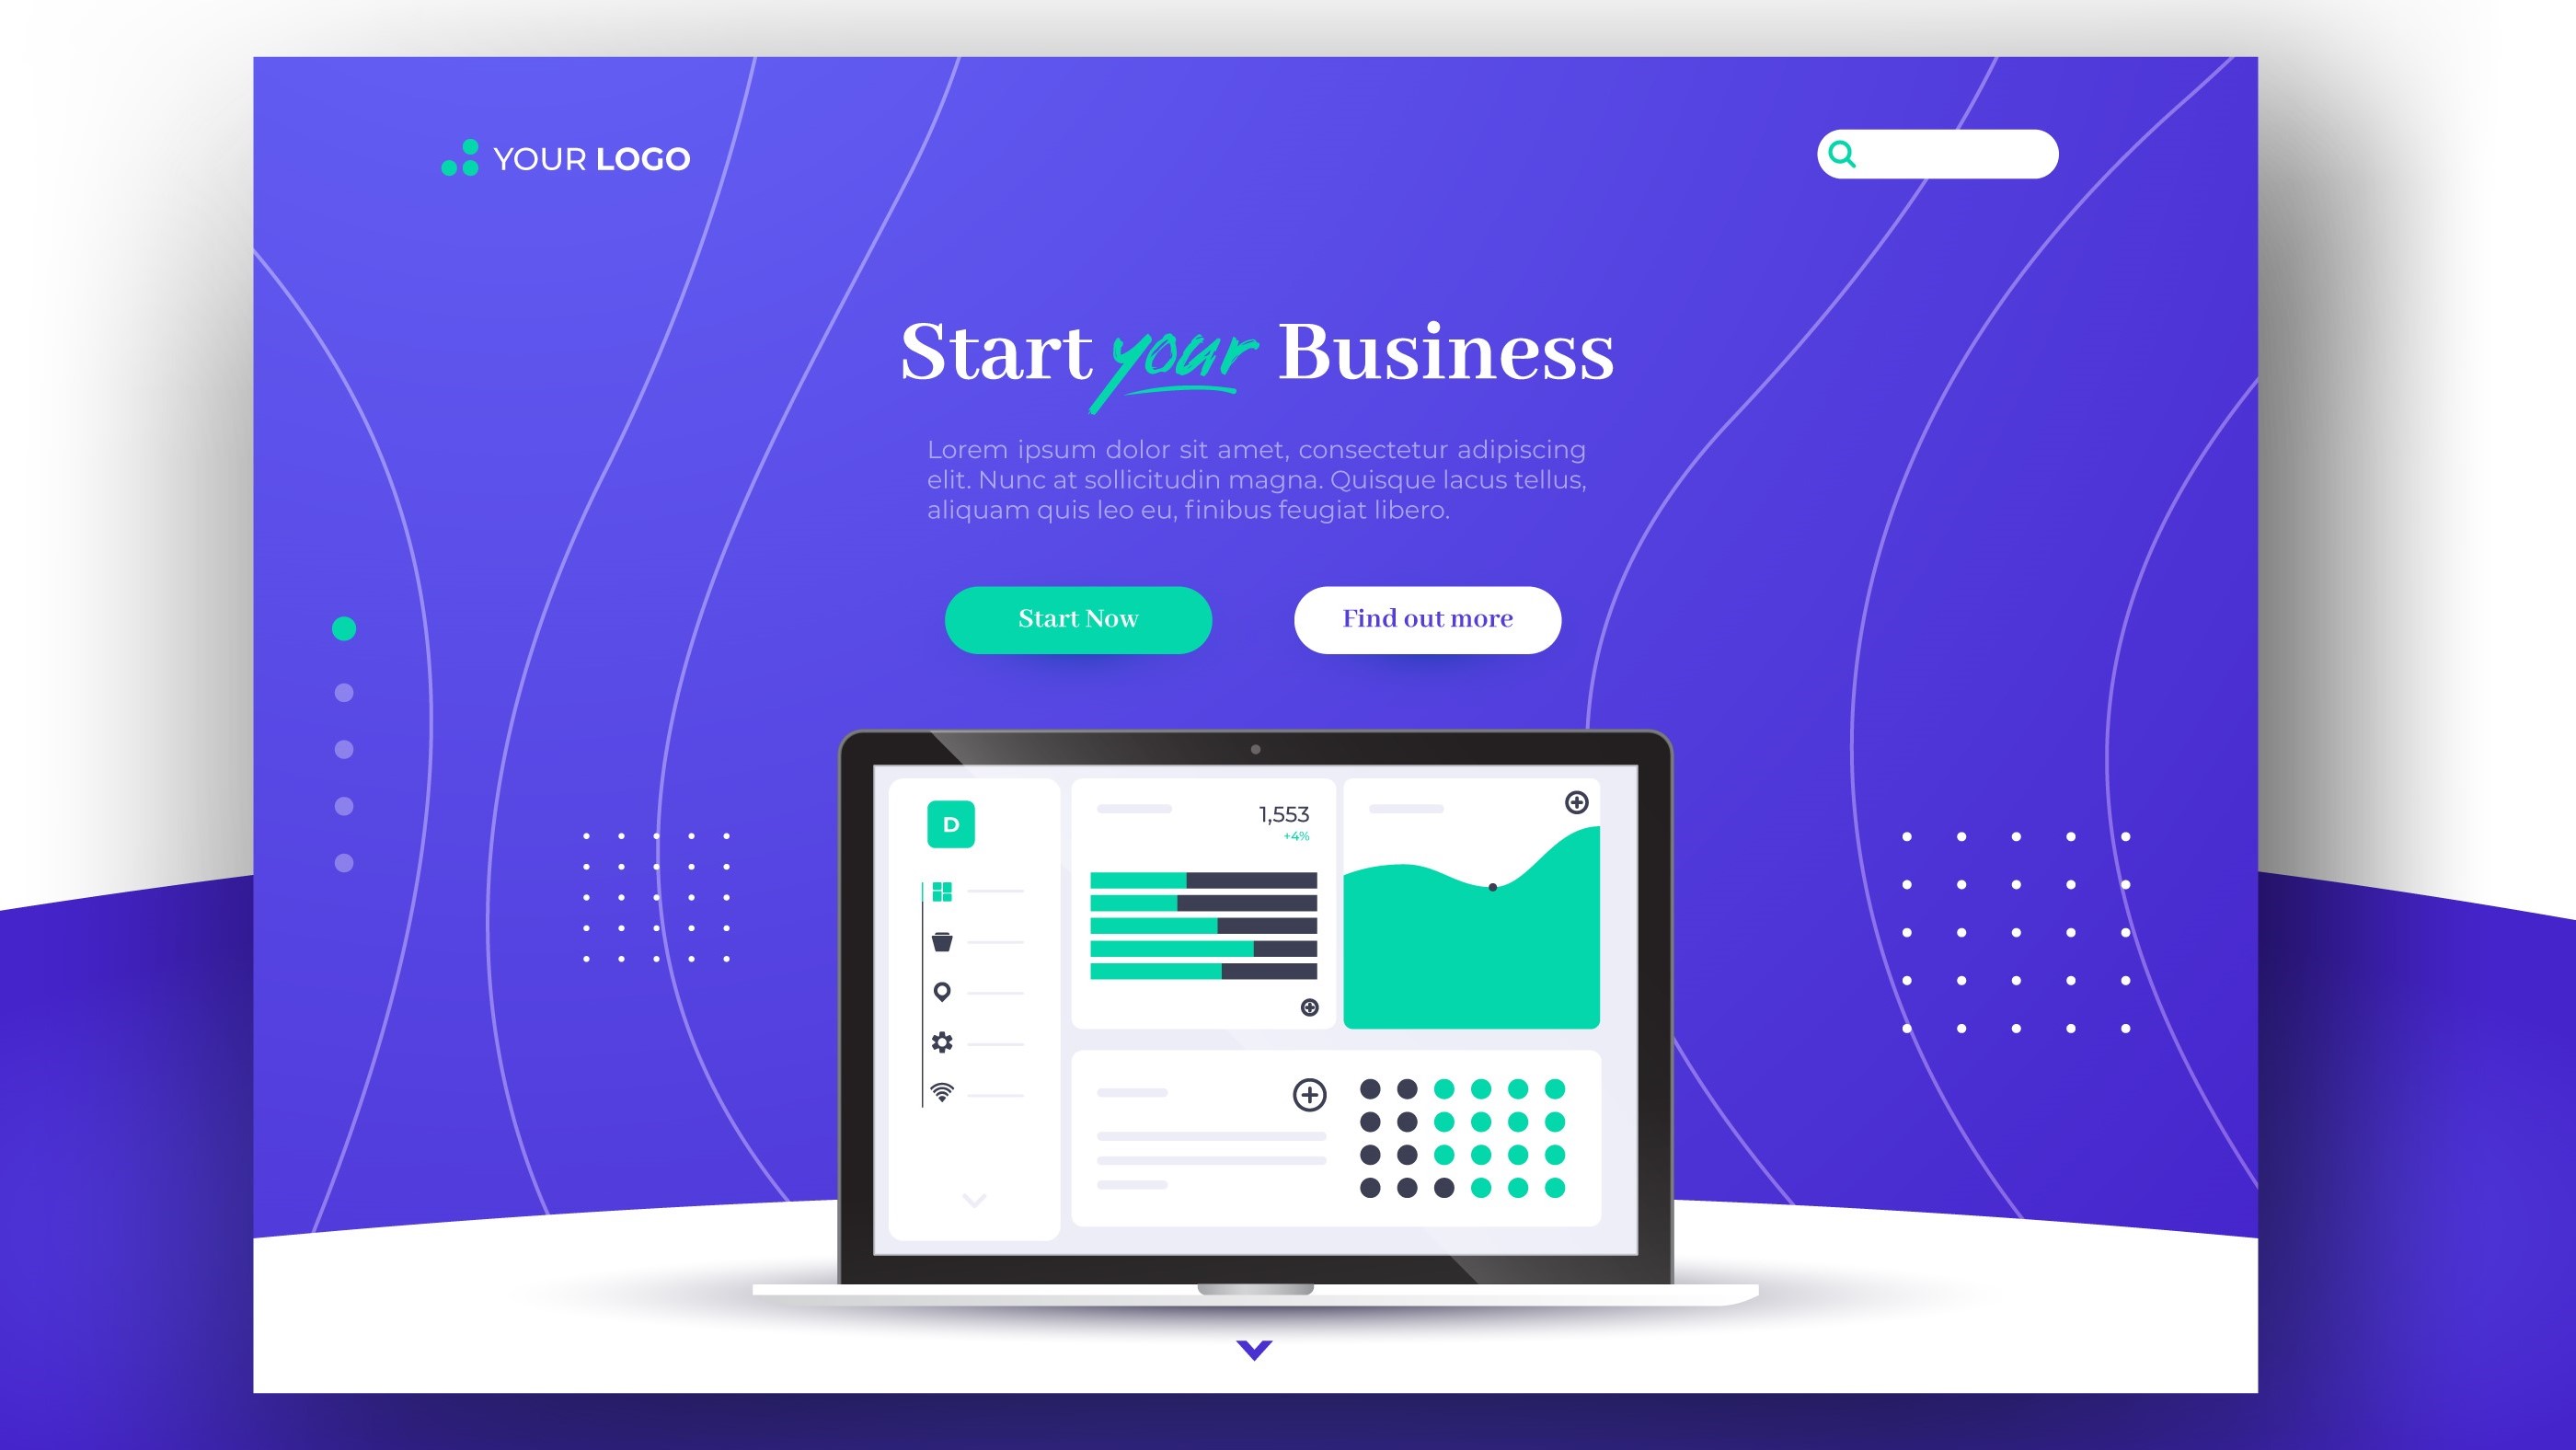 YOUR LOGO
Start your Business
Lorem ipsum dolor sit amet, consectetur adipiscing
elit. Nunc at sollicitudin magna. Quisque lacus tellus,
aliquam quis leo eu, finibus feugiat libero.
Start Now
Find out more
D
1,553
+4%